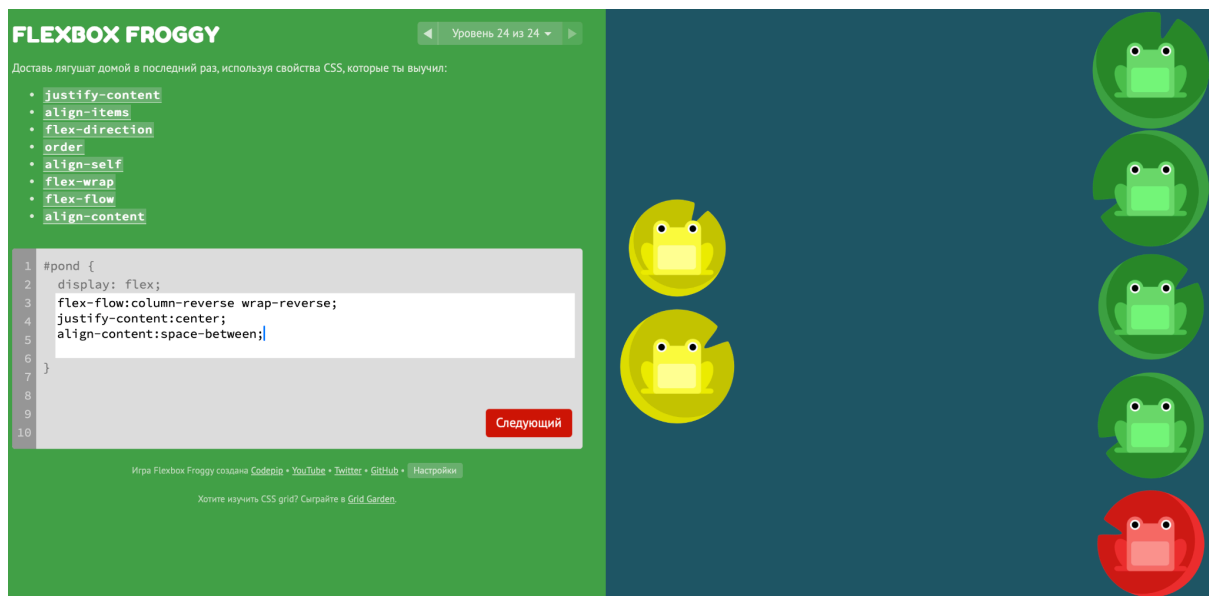 FLEXBOX FROGGY
Уровень 24 из 24
Доставь лягушат домой в последний раз, используя свойства CSS, которые ты выучил:
• justify-content
• align-items
• flex-direction
• order
• align-self
• flex-wrap
• flex-flow
• align-content
1 #pond {
2 display: flex;
3 flex-flow:column-reverse wrap-reverse;
4 justify-content:center;
5 align-content:space-between;
6
7 }
8
9
10
Следующий
Игра Flexbox Froggy создана Codepip • YouTube • Twitter • GitHub • Настройки
Хотите изучить CSS grid? Сыграйте в Grid Garden.